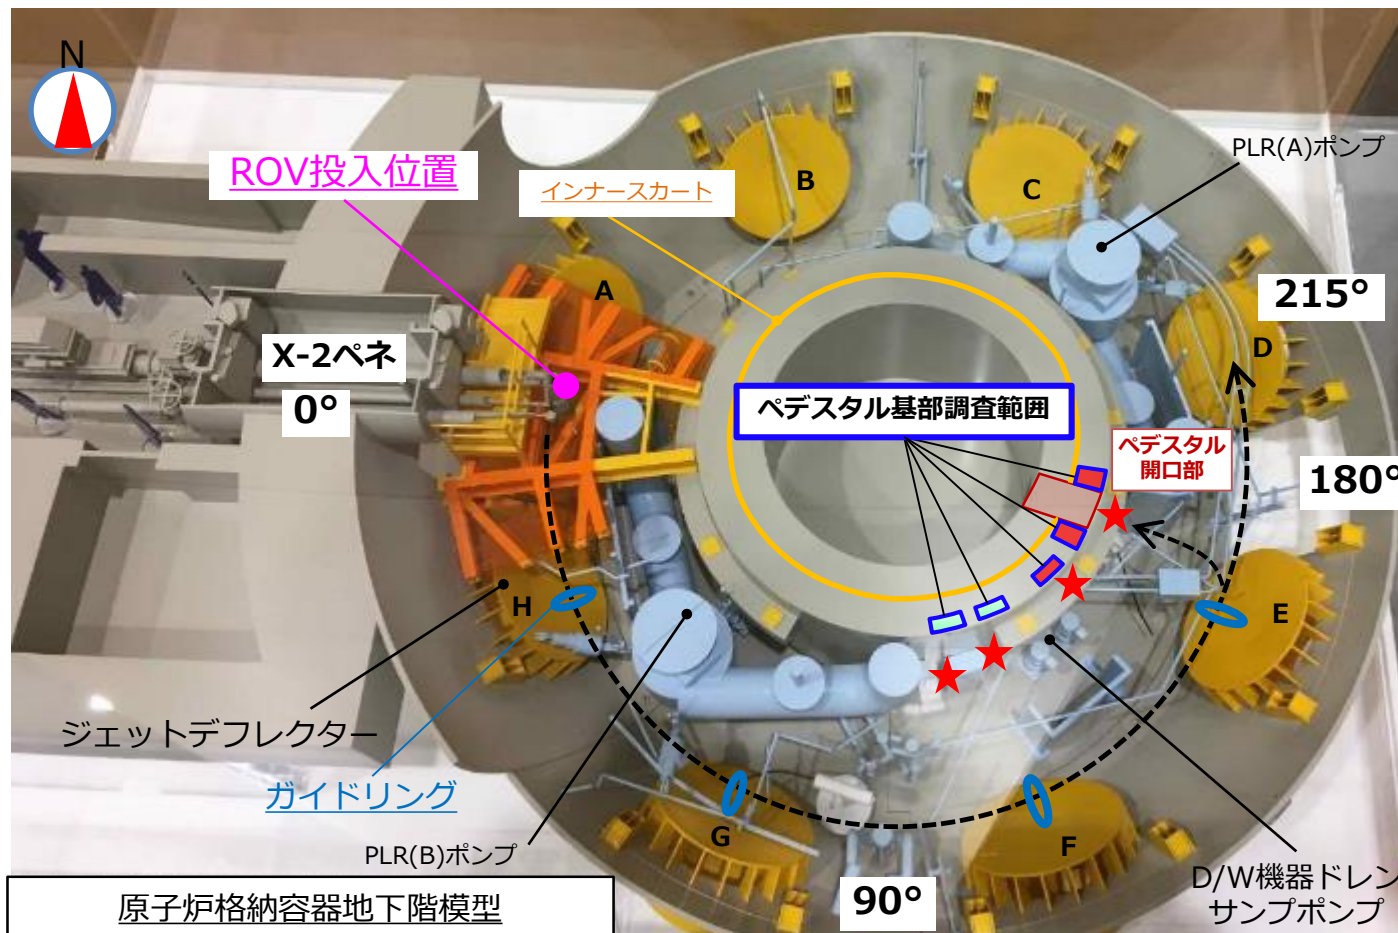 N
ROV投入位置
インナースカート
PLR(A)ポンプ
B
C
A
D
215°
X-2ペネ
0°
ペデスタル基部調査範囲
ペデスタル
開口部
180°
H
E
ジェットデフレクター
ガイドリング
G
F
PLR(B)ポンプ
90°
D/W機器ドレン
サンプポンプ
原子炉格納容器地下階模型